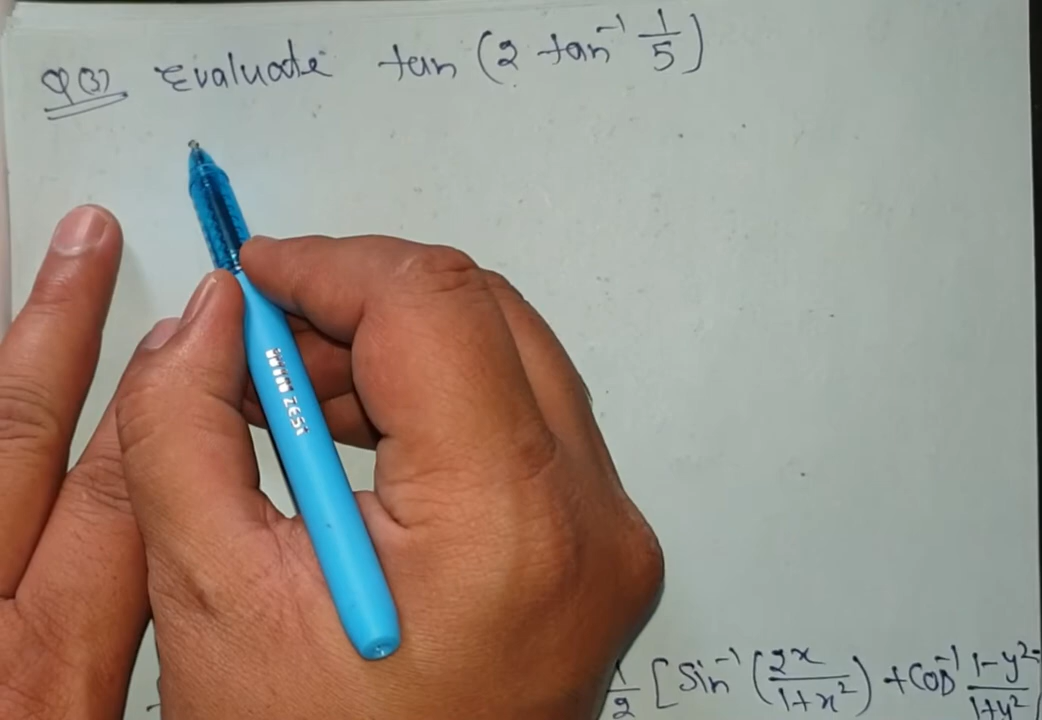 Q(3) Evaluate tan (2 tan⁻¹ 1/5)
ZEST
1/2 [Sin⁻¹ (2x/1+x²) + Cos⁻¹ 1-y²/1+y²